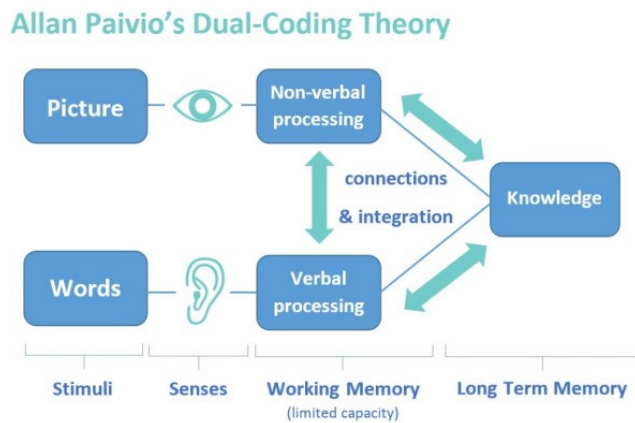 Allan Paivio's Dual-Coding Theory
Picture
Non-verbal
processing
connections
& integration
Knowledge
Words
Verbal
processing
Stimuli
Senses
Working Memory
(limited capacity)
Long Term Memory